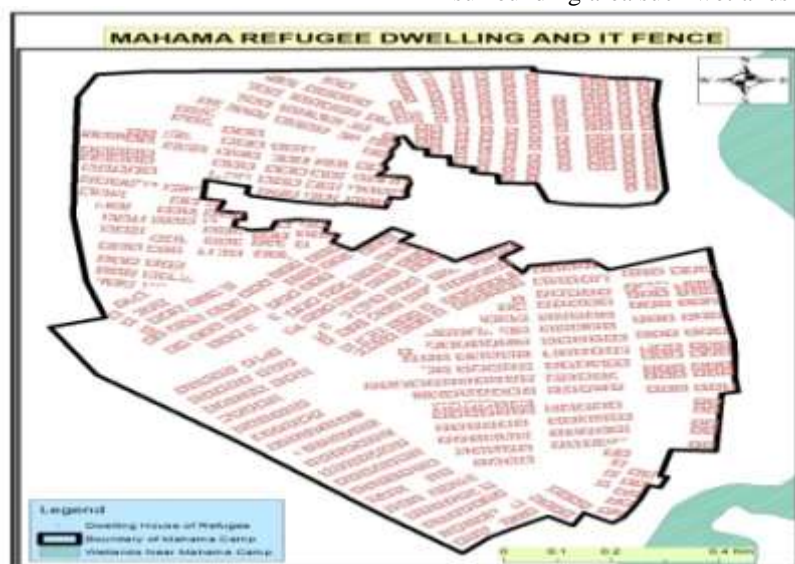 MAHAMA REFUGEE DWELLING AND IT FENCE
Legend
Dwelling House of Refugee
Boundary of Mahama Camp
Wetlands Near Mahama Camp
0 0.1 0.2 0.4 Km